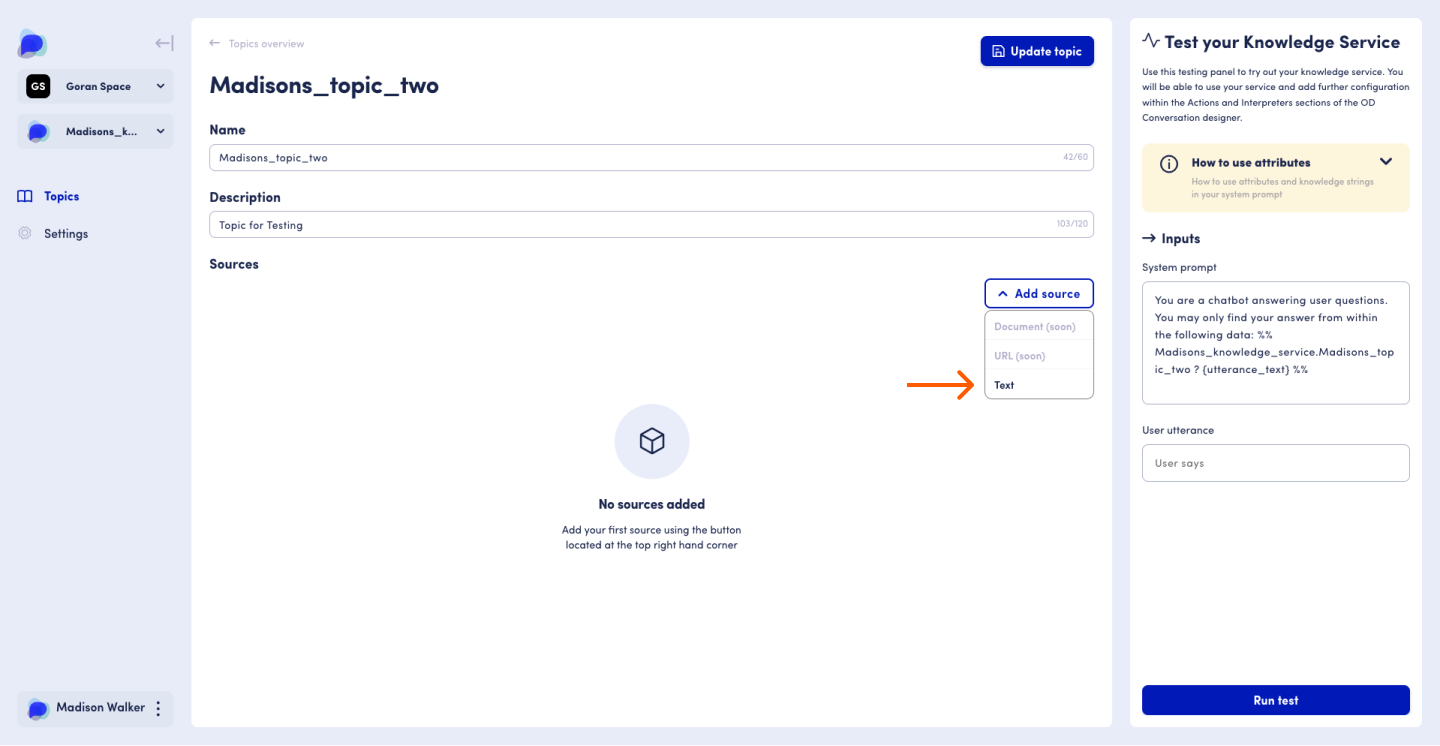 GS
Goran Space
Madisons_k...
Topics
Settings
Madison Walker
Topics overview
Update topic
Madisons_topic_two
Name
Madisons_topic_two
42/60
Description
Topic for Testing
103/120
Sources
Add source
Document (soon)
URL (soon)
Text
No sources added
Add your first source using the button
located at the top right hand corner
Test your Knowledge Service
Use this testing panel to try out your knowledge service. You
will be able to use your service and add further configuration
within the Actions and Interpreters sections of the OD
Conversation designer.
How to use attributes
How to use attributes and knowledge strings
in your system prompt
Inputs
System prompt
You are a chatbot answering user questions.
You may only find your answer from within
the following data: %%
Madisons_knowledge_service.Madisons_top
ic_two ? {utterance_text} %%
User utterance
User says
Run test